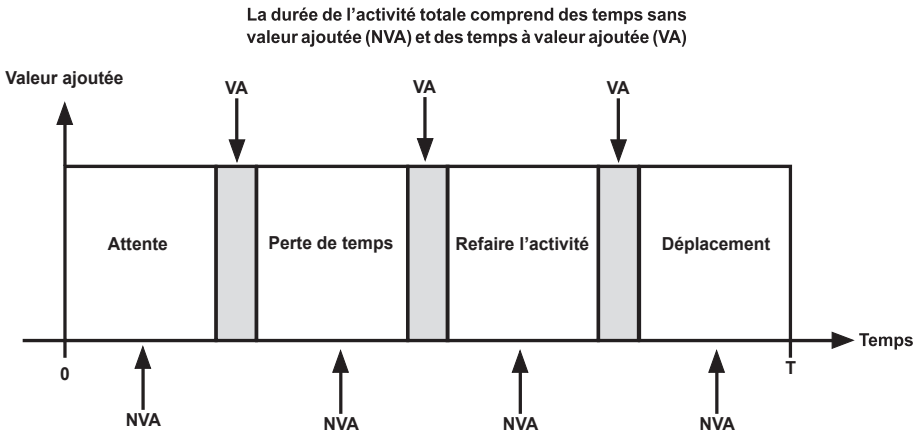 La durée de l’activité totale comprend des temps sans
valeur ajoutée (NVA) et des temps à valeur ajoutée (VA)
Valeur ajoutée
VA
VA
VA
Attente
Perte de temps
Refaire l’activité
Déplacement
Temps
0
T
NVA
NVA
NVA
NVA